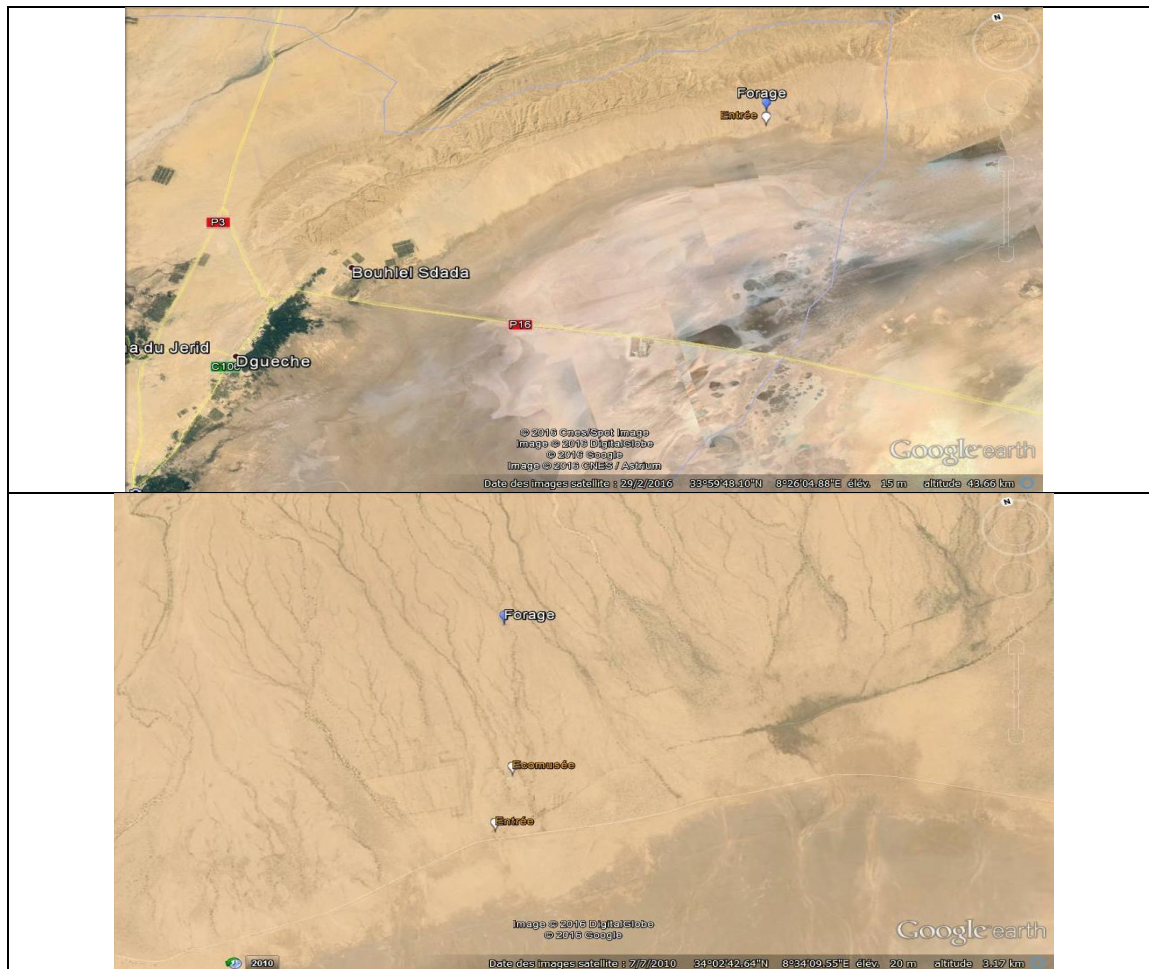 N
Forage
Entrée
P3
Bouhlel Sdada
P16
a du Jerid
Dgueche
© 2016 Cnes/Spot Image
Image © 2016 DigitalGlobe
© 2016 Google
Image © 2016 CNES / Astrium
Google earth
Date des images satellite : 29/2/2016 33°59'48.10"N 8°26'04.88"E élév. 15 m altitude 43.66 km
N
Forage
Ecomusée
Entrée
Image © 2016 DigitalGlobe
© 2016 Google
Google earth
2010 Date des images satellite : 7/7/2010 34°02'42.64"N 8°34'09.55"E élév. 20 m altitude 3.17 km